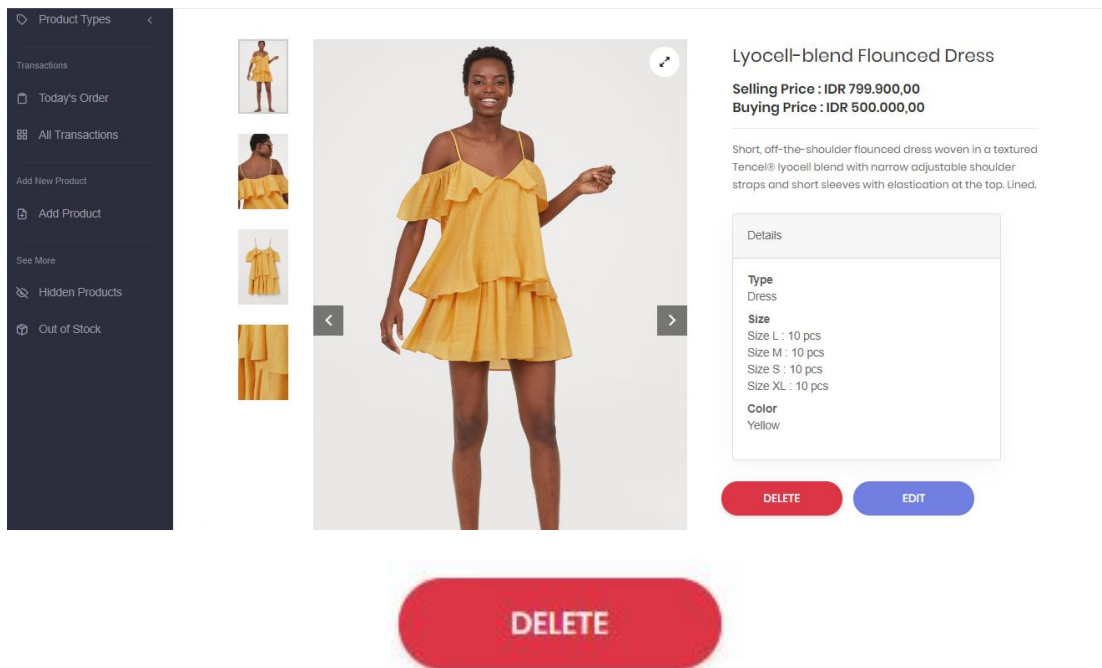 Product Types
Transactions
Today's Order
All Transactions
Add New Product
Add Product
See More
Hidden Products
Out of Stock
Lyocell-blend Flounced Dress
Selling Price : IDR 799.900,00
Buying Price : IDR 500.000,00
Short, off-the-shoulder flounced dress woven in a textured
Tencel® lyocell blend with narrow adjustable shoulder
straps and short sleeves with elastication at the top. Lined.
Details
Type
Dress
Size
Size L : 10 pcs
Size M : 10 pcs
Size S : 10 pcs
Size XL : 10 pcs
Color
Yellow
DELETE
EDIT
DELETE